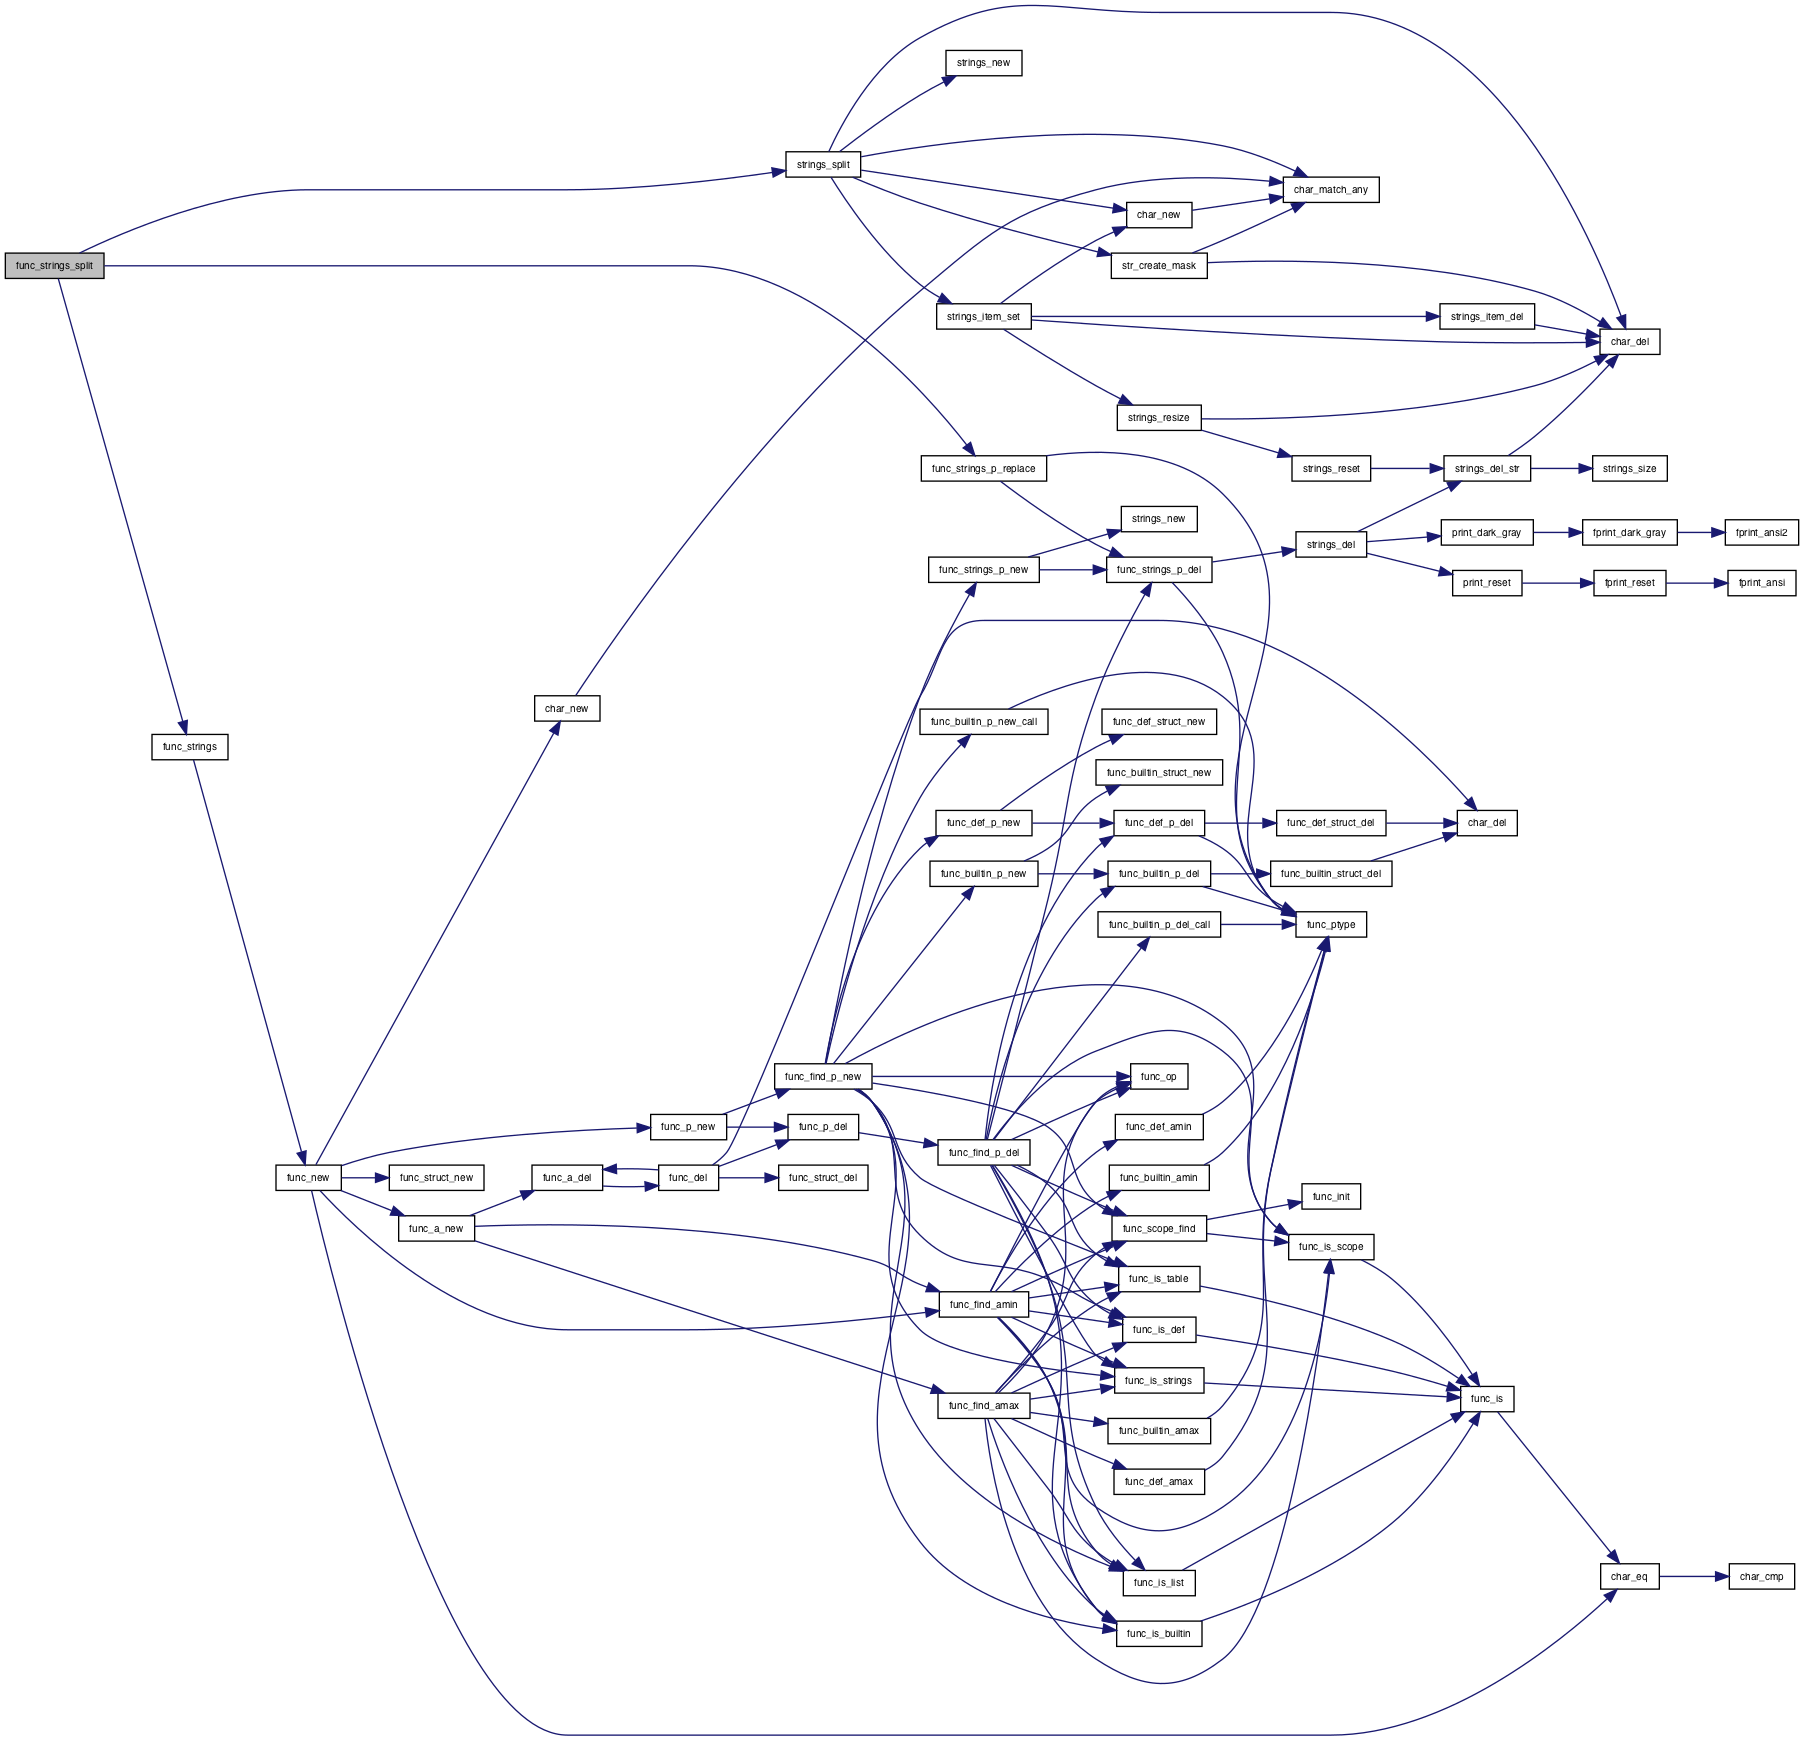 strings_new
strings_split
char_match_any
char_new
func_strings_split
str_create_mask
strings_item_set
strings_item_del
char_del
strings_resize
func_strings_p_replace
strings_reset
strings_del_str
strings_size
strings_new
print_dark_gray
fprint_dark_gray
fprint_ansi2
strings_del
func_strings_p_new
func_strings_p_del
print_reset
fprint_reset
fprint_ansi
char_new
func_builtin_p_new_call
func_def_struct_new
func_strings
func_builtin_struct_new
func_def_p_new
func_def_p_del
func_def_struct_del
char_del
func_builtin_p_new
func_builtin_p_del
func_builtin_struct_del
func_builtin_p_del_call
func_ptype
func_find_p_new
func_op
func_p_new
func_p_del
func_def_amin
func_find_p_del
func_new
func_struct_new
func_a_del
func_del
func_struct_del
func_builtin_amin
func_init
func_a_new
func_scope_find
func_is_scope
func_is_table
func_find_amin
func_is_def
func_is_strings
func_is
func_find_amax
func_builtin_amax
func_def_amax
func_is_list
char_eq
char_cmp
func_is_builtin